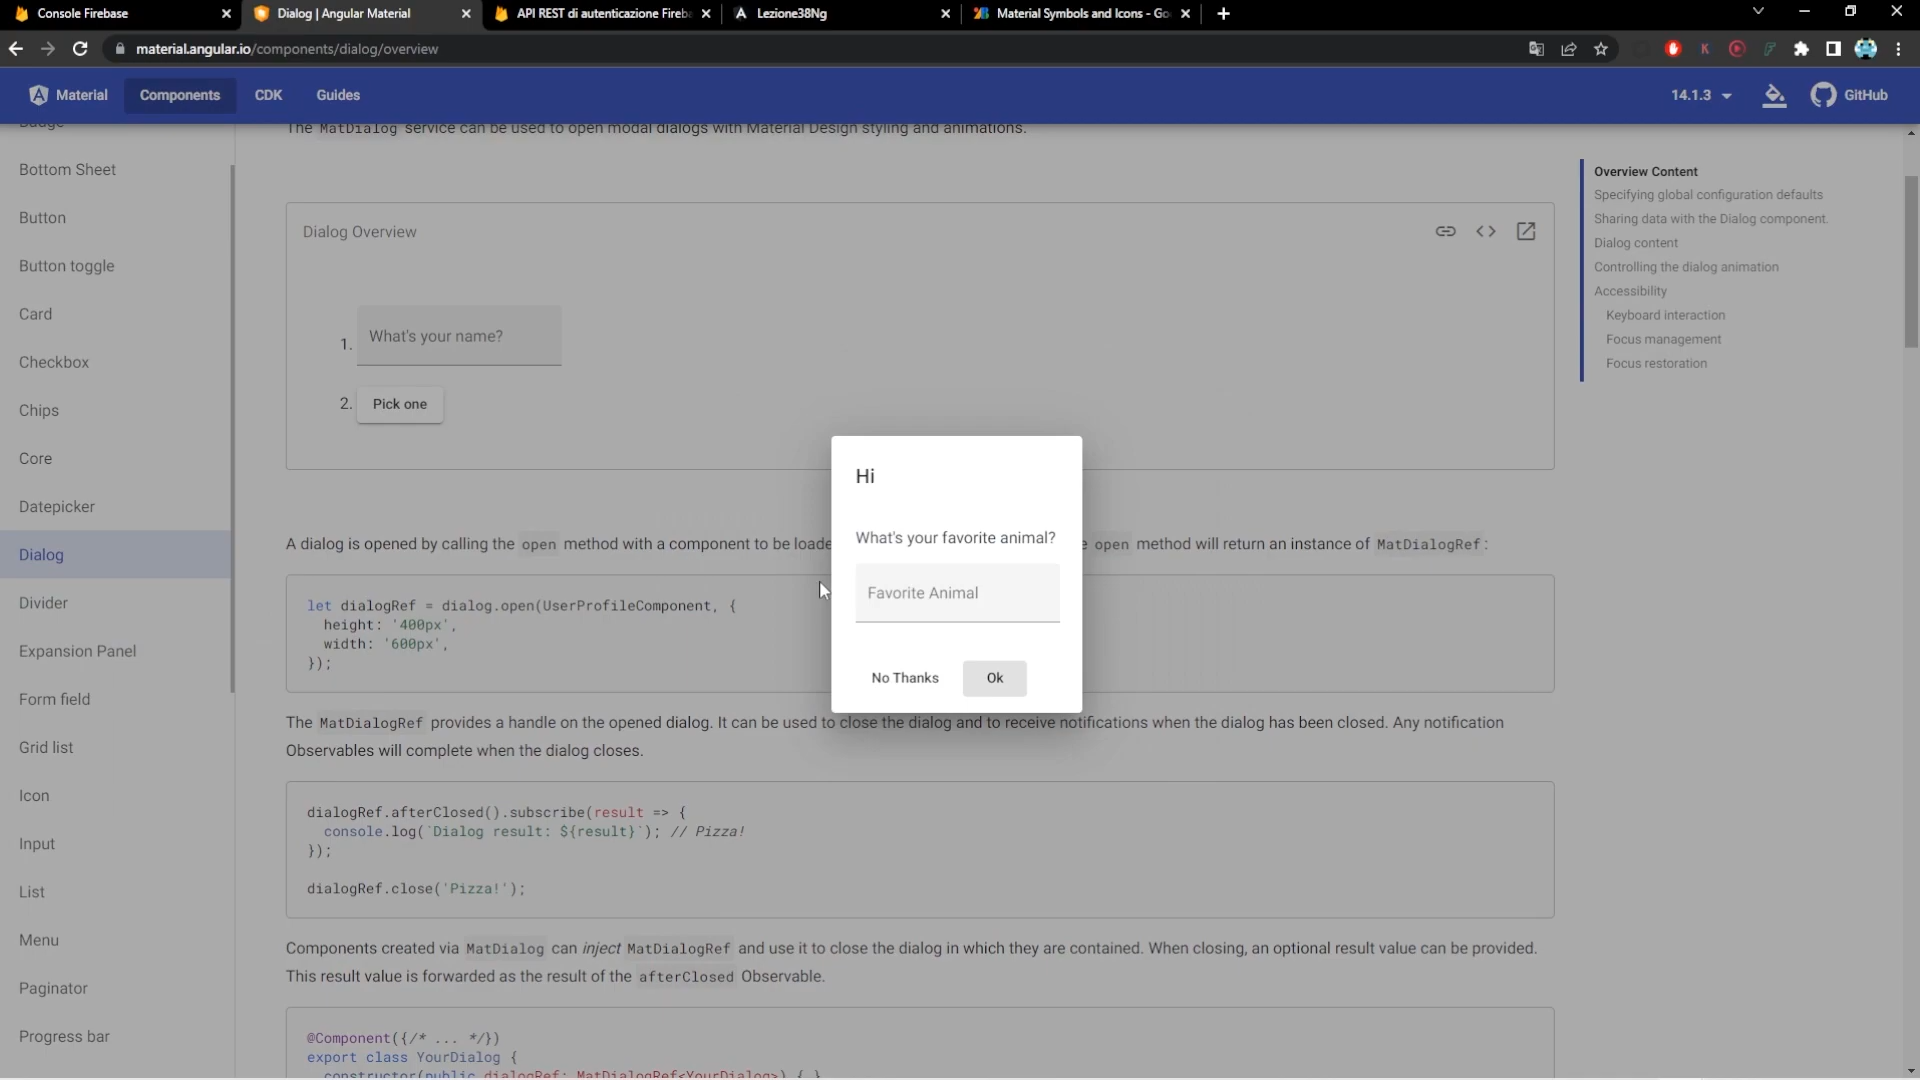 Console Firebase
Dialog | Angular Material
API REST di autenticazione Fireb
Lezione38Ng
Material Symbols and Icons - Go
material.angular.io/components/dialog/overview
Material
Components
CDK
Guides
14.1.3
GitHub
Badge
Bottom Sheet
Button
Button toggle
Card
Checkbox
Chips
Core
Datepicker
Dialog
Divider
Expansion Panel
Form field
Grid list
Icon
Input
List
Menu
Paginator
Progress bar
The MatDialog service can be used to open modal dialogs with Material Design styling and animations.
Dialog Overview
1. What's your name?
2. Pick one
A dialog is opened by calling the open method with a component to be loade
e open method will return an instance of MatDialogRef :
let dialogRef = dialog.open(UserProfileComponent, {
height: '400px',
width: '600px',
});
The MatDialogRef provides a handle on the opened dialog. It can be used to close the dialog and to receive notifications when the dialog has been closed. Any notification
Observables will complete when the dialog closes.
dialogRef.afterClosed().subscribe(result => {
console.log(`Dialog result: ${result}`); // Pizza!
});
dialogRef.close('Pizza!');
Components created via MatDialog can inject MatDialogRef and use it to close the dialog in which they are contained. When closing, an optional result value can be provided.
This result value is forwarded as the result of the afterClosed Observable.
@Component({/* ... */})
export class YourDialog {
constructor(public dialogRef: MatDialogRef<YourDialog>) { }
Hi
What's your favorite animal?
Favorite Animal
No Thanks
Ok
Overview Content
Specifying global configuration defaults
Sharing data with the Dialog component.
Dialog content
Controlling the dialog animation
Accessibility
Keyboard interaction
Focus management
Focus restoration